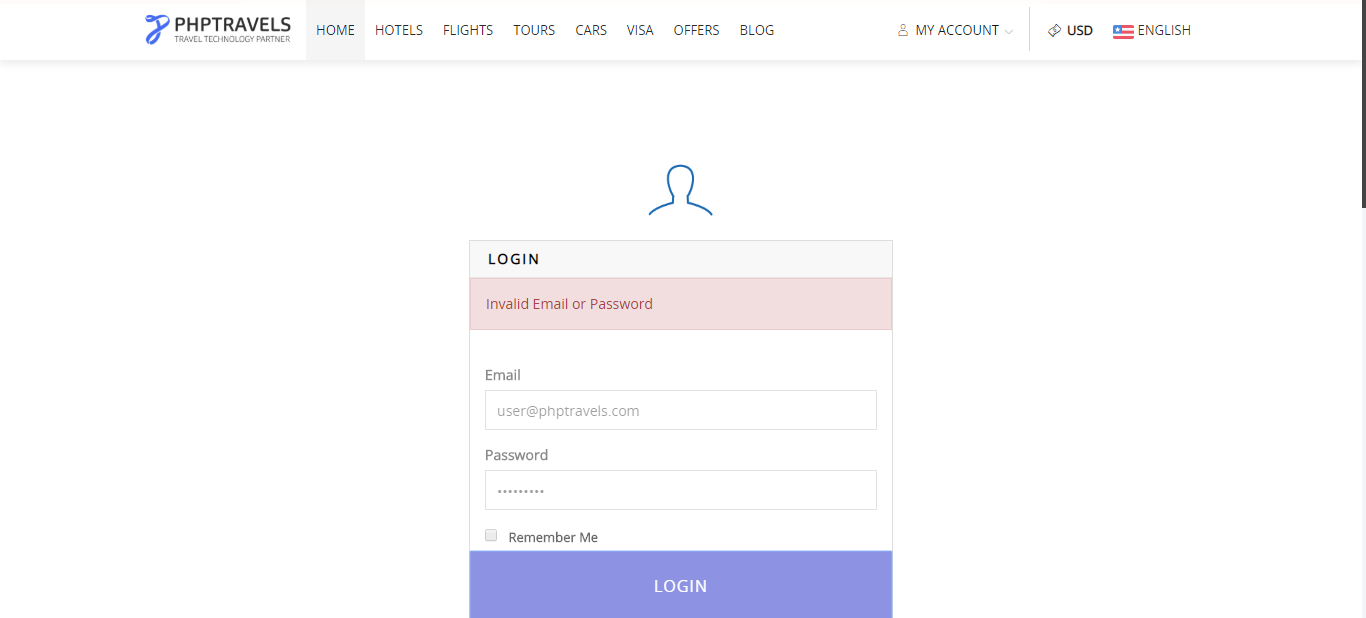 PHPTRAVELS
TRAVEL TECHNOLOGY PARTNER
HOME HOTELS FLIGHTS TOURS CARS VISA OFFERS BLOG MY ACCOUNT USD ENGLISH
LOGIN
Invalid Email or Password
Email
user@phptravels.com
Password
•••••••••
Remember Me
LOGIN